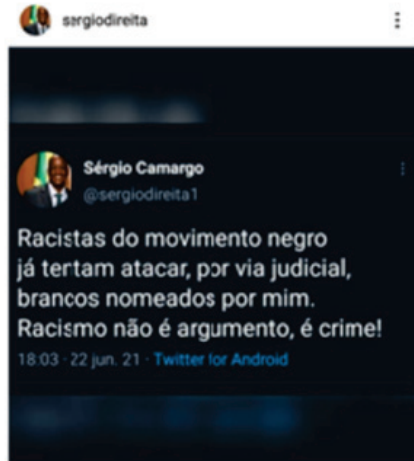 sergiodireita
Sérgio Camargo
@sergiodireita1
Racistas do movimento negro
já tentam atacar, por via judicial,
brancos nomeados por mim.
Racismo não é argumento, é crime!
18:03 · 22 jun. 21 · Twitter for Android